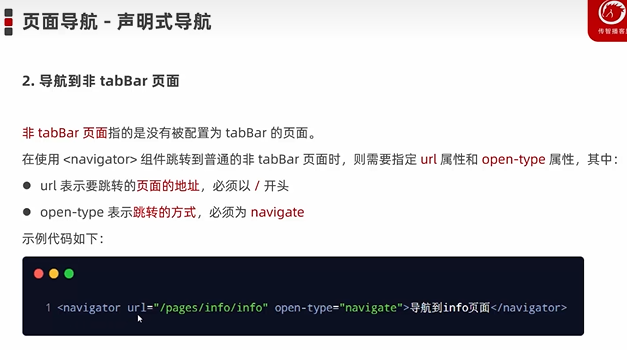 页面导航 - 声明式导航
传智播客
2. 导航到非 tabBar 页面
非 tabBar 页面指的是没有被配置为 tabBar 的页面。
在使用 <navigator> 组件跳转到普通的非 tabBar 页面时，则需要指定 url 属性和 open-type 属性，其中：
● url 表示要跳转的页面的地址，必须以 / 开头
● open-type 表示跳转的方式，必须为 navigate
示例代码如下：
1 <navigator url="/pages/info/info" open-type="navigate">导航到info页面</navigator>